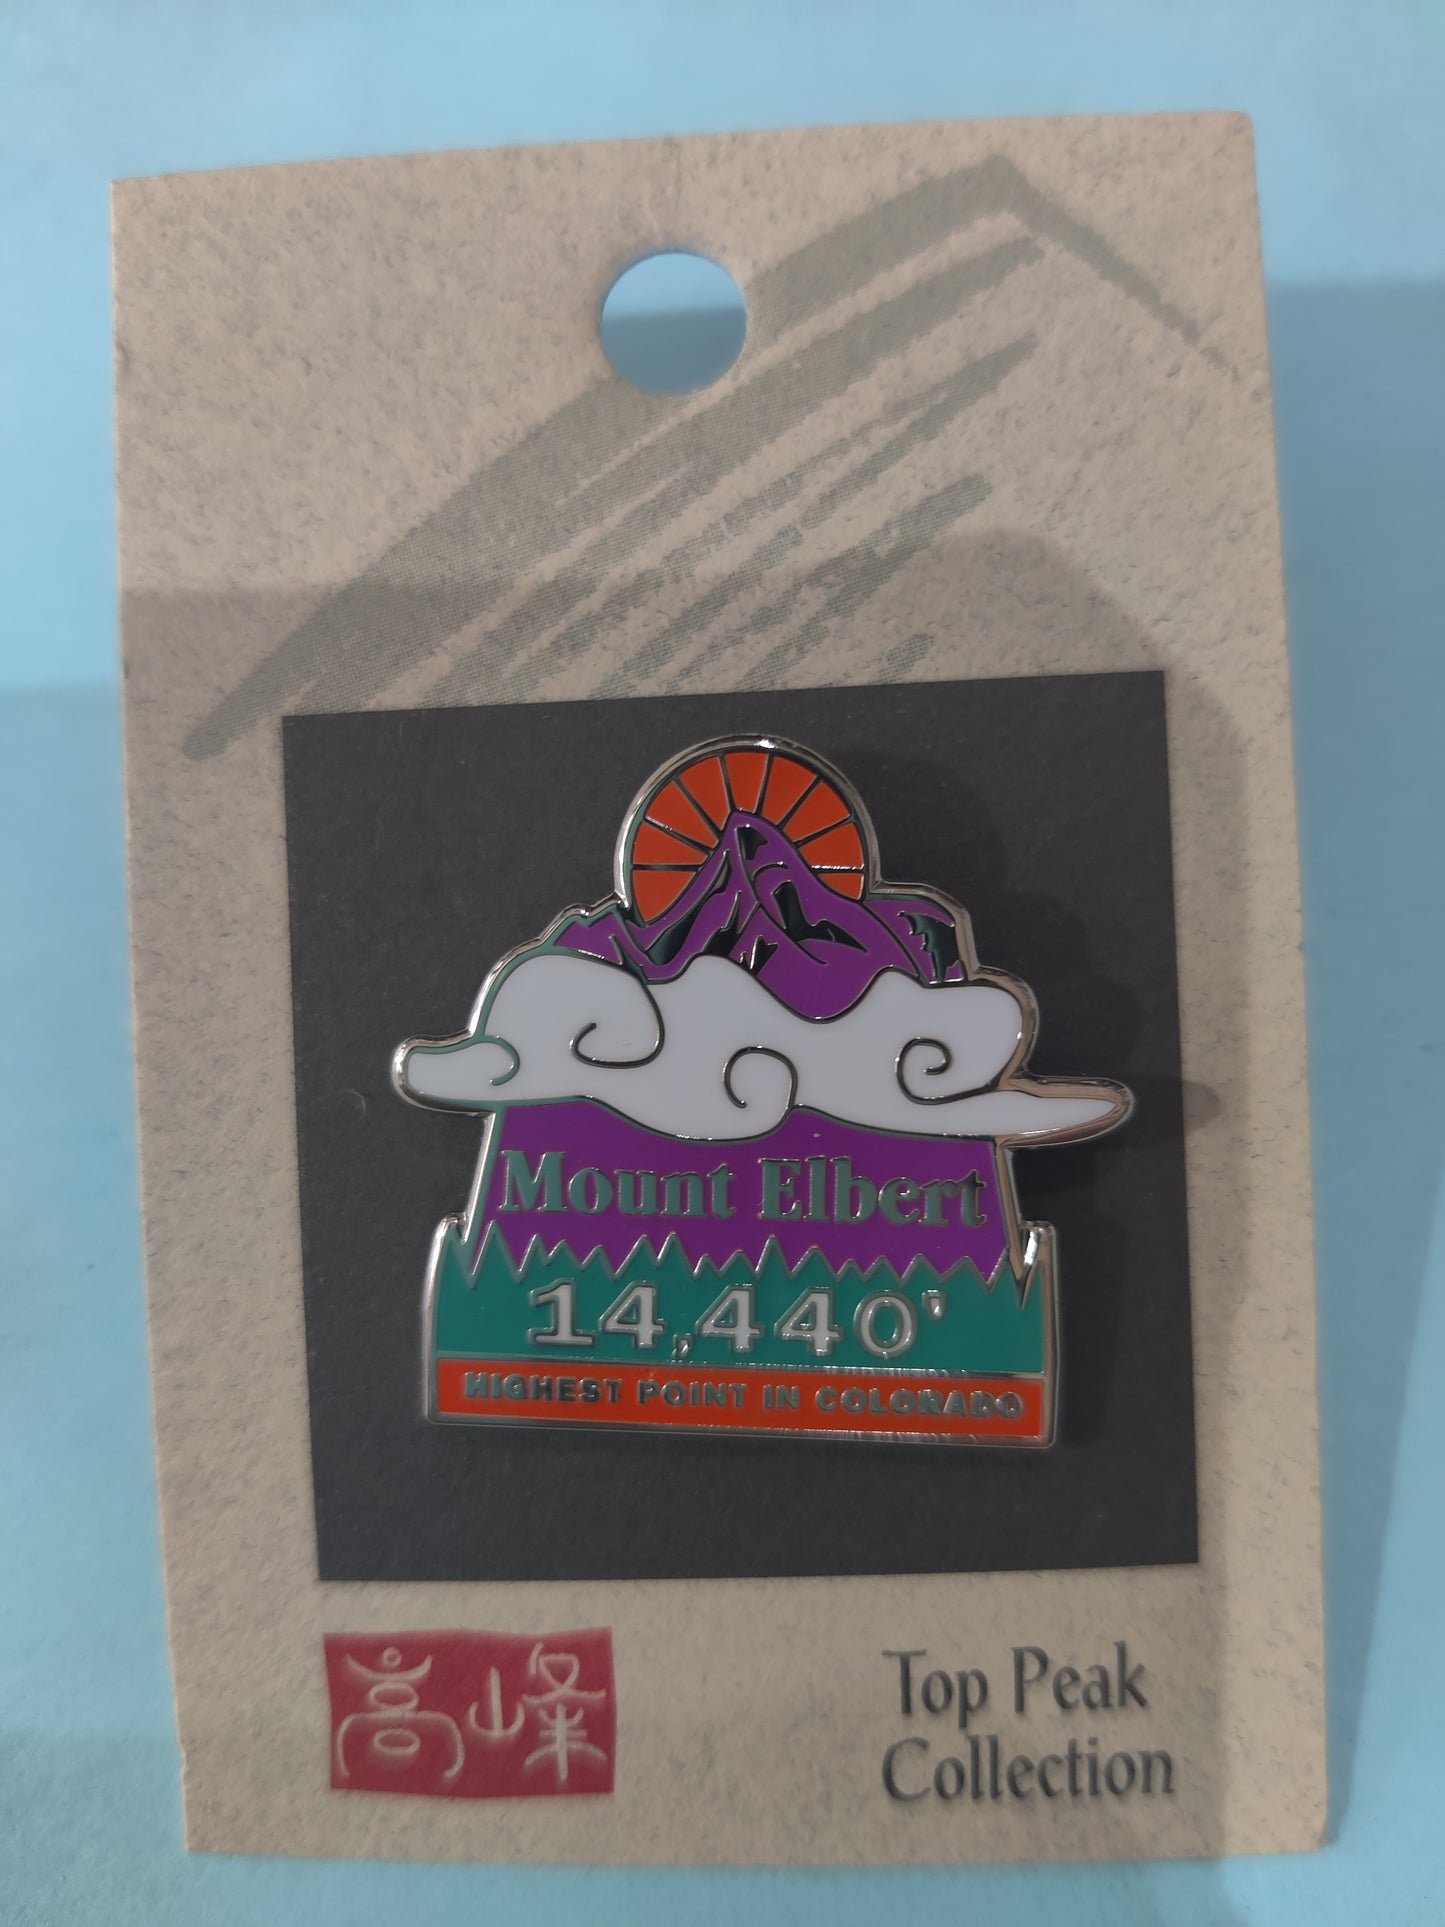 Mount Elbert
14,440'
HIGHEST POINT IN COLORADO
高峰
Top Peak
Collection